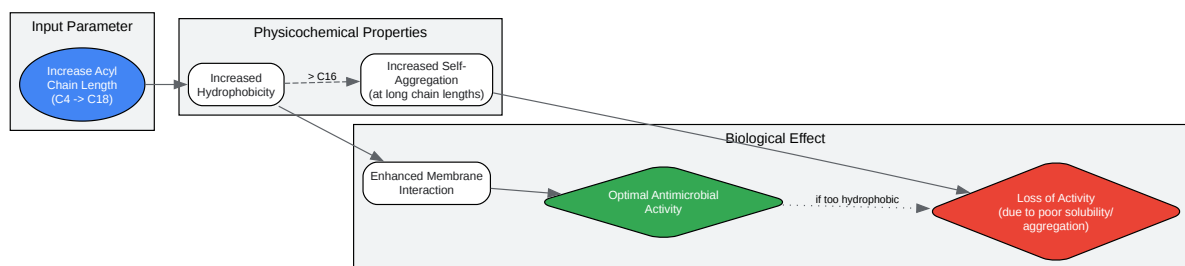 Input Parameter
Increase Acyl
Chain Length
(C4 -> C18)
Physicochemical Properties
Increased
Hydrophobicity
> C16
Increased Self-
Aggregation
(at long chain lengths)
Biological Effect
Enhanced Membrane
Interaction
Optimal Antimicrobial
Activity
if too hydrophobic
Loss of Activity
(due to poor solubility/
aggregation)